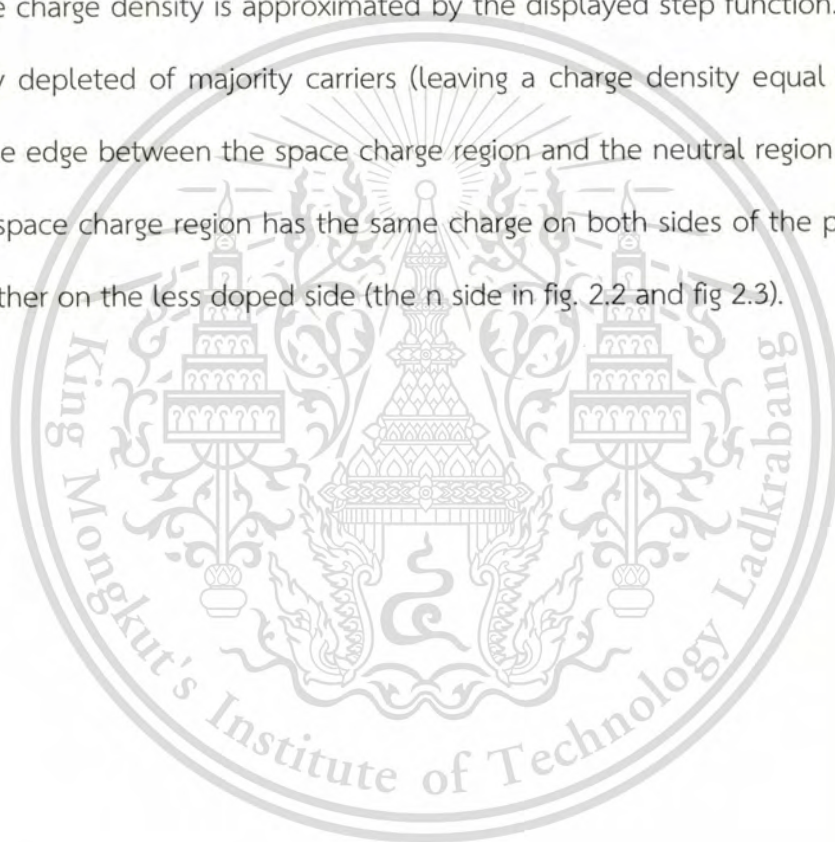 e charge density is approximated by the displayed step function.
y depleted of majority carriers (leaving a charge density equal
e edge between the space charge region and the neutral region
space charge region has the same charge on both sides of the p
ther on the less doped side (the n side in fig. 2.2 and fig 2.3).
King Mongkut's Institute of Technology Ladkrabang